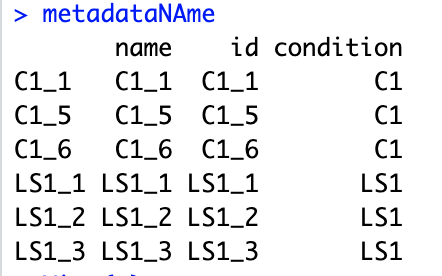 > metadataNAme
name id condition
C1_1 C1_1 C1_1 C1
C1_5 C1_5 C1_5 C1
C1_6 C1_6 C1_6 C1
LS1_1 LS1_1 LS1_1 LS1
LS1_2 LS1_2 LS1_2 LS1
LS1_3 LS1_3 LS1_3 LS1